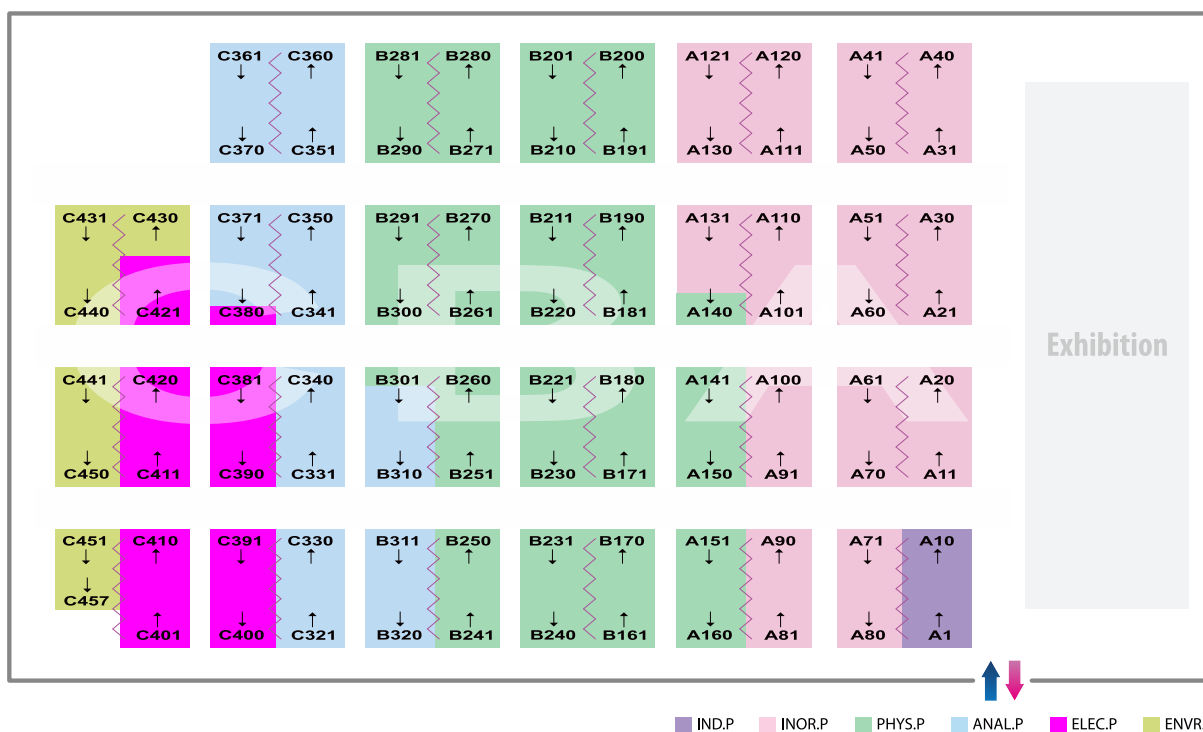 C361 C360 B281 B280 B201 B200 A121 A120 A41 A40
C370 C351 B290 B271 B210 B191 A130 A111 A50 A31
C431 C430 C371 C350 B291 B270 B211 B190 A131 A110 A51 A30
C B A
C440 C421 C380 C341 B300 B261 B220 B181 A140 A101 A60 A21
Exhibition
C441 C420 C381 C340 B301 B260 B221 B180 A141 A100 A61 A20
C450 C411 C390 C331 B310 B251 B230 B171 A150 A91 A70 A11
C451 C410 C391 C330 B311 B250 B231 B170 A151 A90 A71 A10
C457
C401 C400 C321 B320 B241 B240 B161 A160 A81 A80 A1
IND.P INOR.P PHYS.P ANAL.P ELEC.P ENVR.